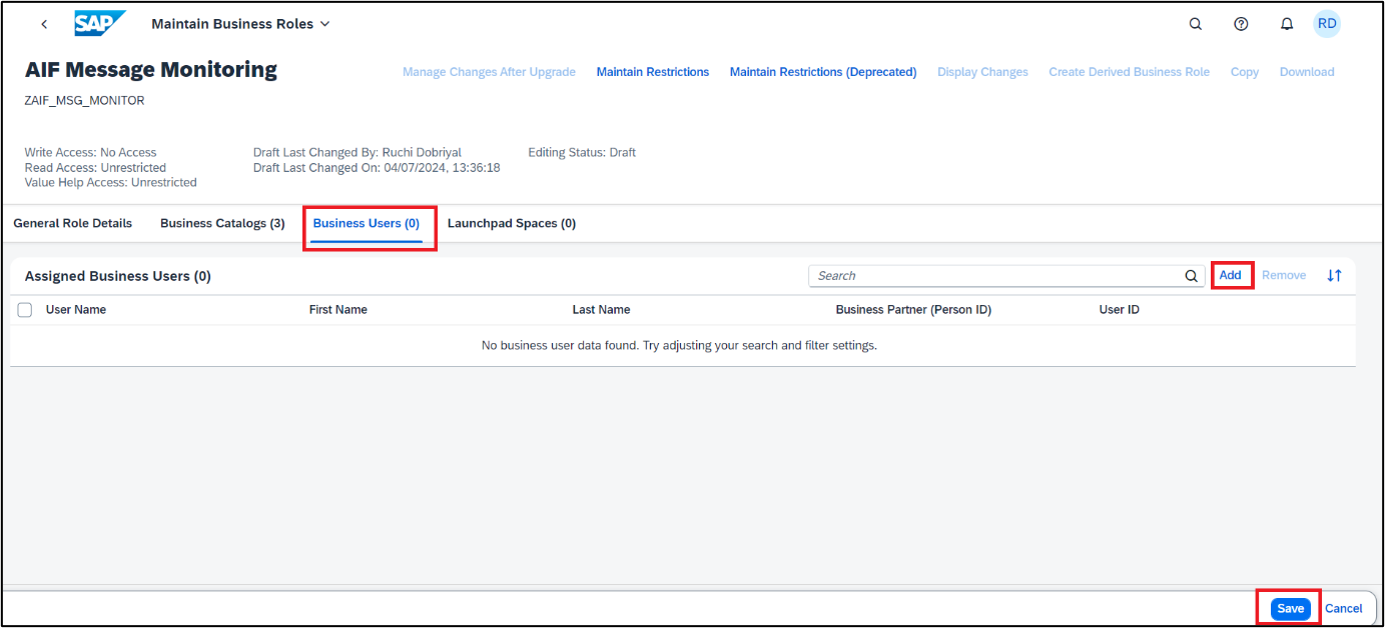 SAP Maintain Business Roles RD
AIF Message Monitoring Manage Changes After Upgrade Maintain Restrictions Maintain Restrictions (Deprecated) Display Changes Create Derived Business Role Copy Download
ZAIF_MSG_MONITOR
Write Access: No Access Draft Last Changed By: Ruchi Dobriyal Editing Status: Draft
Read Access: Unrestricted Draft Last Changed On: 04/07/2024, 13:36:18
Value Help Access: Unrestricted
General Role Details Business Catalogs (3) Business Users (0) Launchpad Spaces (0)
Assigned Business Users (0) Search Add Remove
User Name First Name Last Name Business Partner (Person ID) User ID
No business user data found. Try adjusting your search and filter settings.
Save Cancel